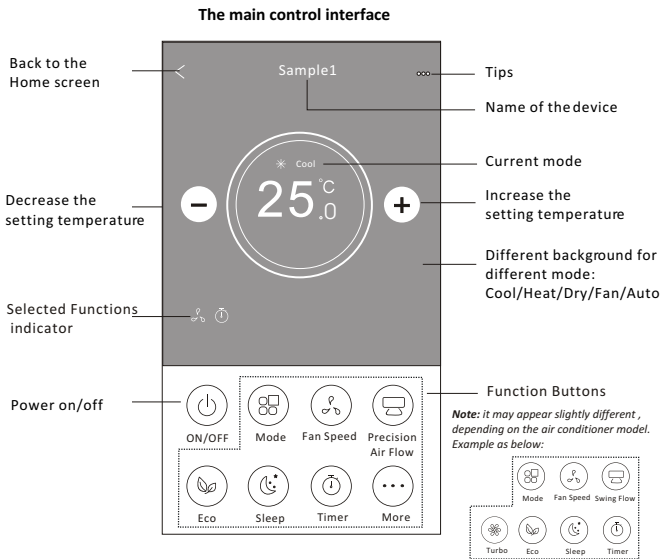 The main control interface
Back to the
Home screen
Sample1
Tips
Name of the device
Cool
Current mode
25.0°C
Decrease the
setting temperature
Increase the
setting temperature
Different background for
different mode:
Cool/Heat/Dry/Fan/Auto
Selected Functions
indicator
Power on/off
ON/OFF
Mode
Fan Speed
Precision
Air Flow
Eco
Sleep
Timer
More
Function Buttons
Note: it may appear slightly different ,
depending on the air conditioner model.
Example as below:
Mode
Fan Speed
Swing Flow
Turbo
Eco
Sleep
Timer